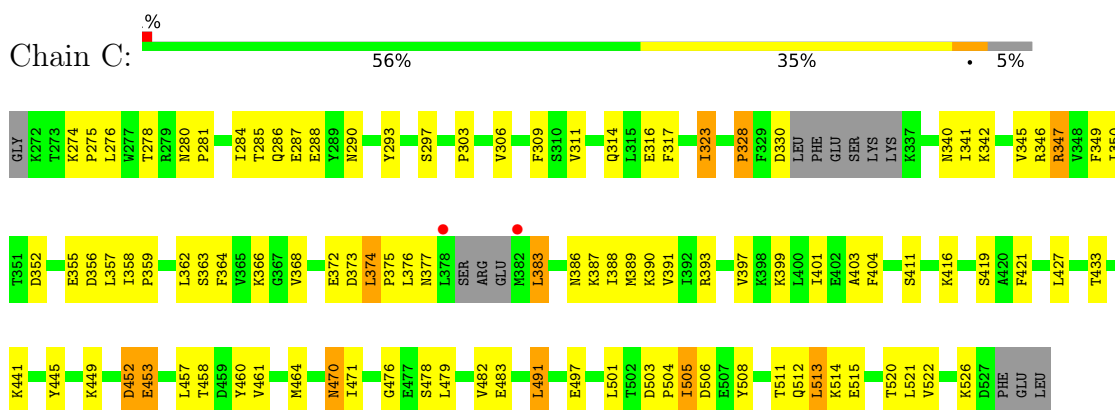 %
Chain C:
56% 35% • 5%
GLY K272 T273 K274 P275 L276 W277 T278 R279 N280 P281 I284 T285 Q286 E287 E288 Y289 N290 Y293 S297 P303 V306 F309 S310 V311 Q314 L315 E316 F317 I323 P328 F329 D330 LEU PHE GLU SER LYS LYS K337 N340 I341 K342 V345 R346 R347 V348 F349 I350
T351 D352 E355 D356 L357 I358 P359 L362 S363 F364 V365 K366 G367 V368 E372 D373 L374 P375 L376 N377 L378 SER ARG GLU M382 L383 N386 K387 I388 M389 K390 V391 I392 R393 V397 K398 K399 L400 I401 E402 A403 F404 S411 K416 S419 A420 F421 L427 T433
K441 Y445 K449 D452 E453 L457 T458 D459 Y460 V461 M464 N470 I471 G476 E477 S478 L479 V482 E483 L491 E497 L501 T502 D503 P504 I505 D506 E507 Y508 T511 Q512 L513 K514 E515 T520 L521 V522 K526 D527 PHE GLU LEU